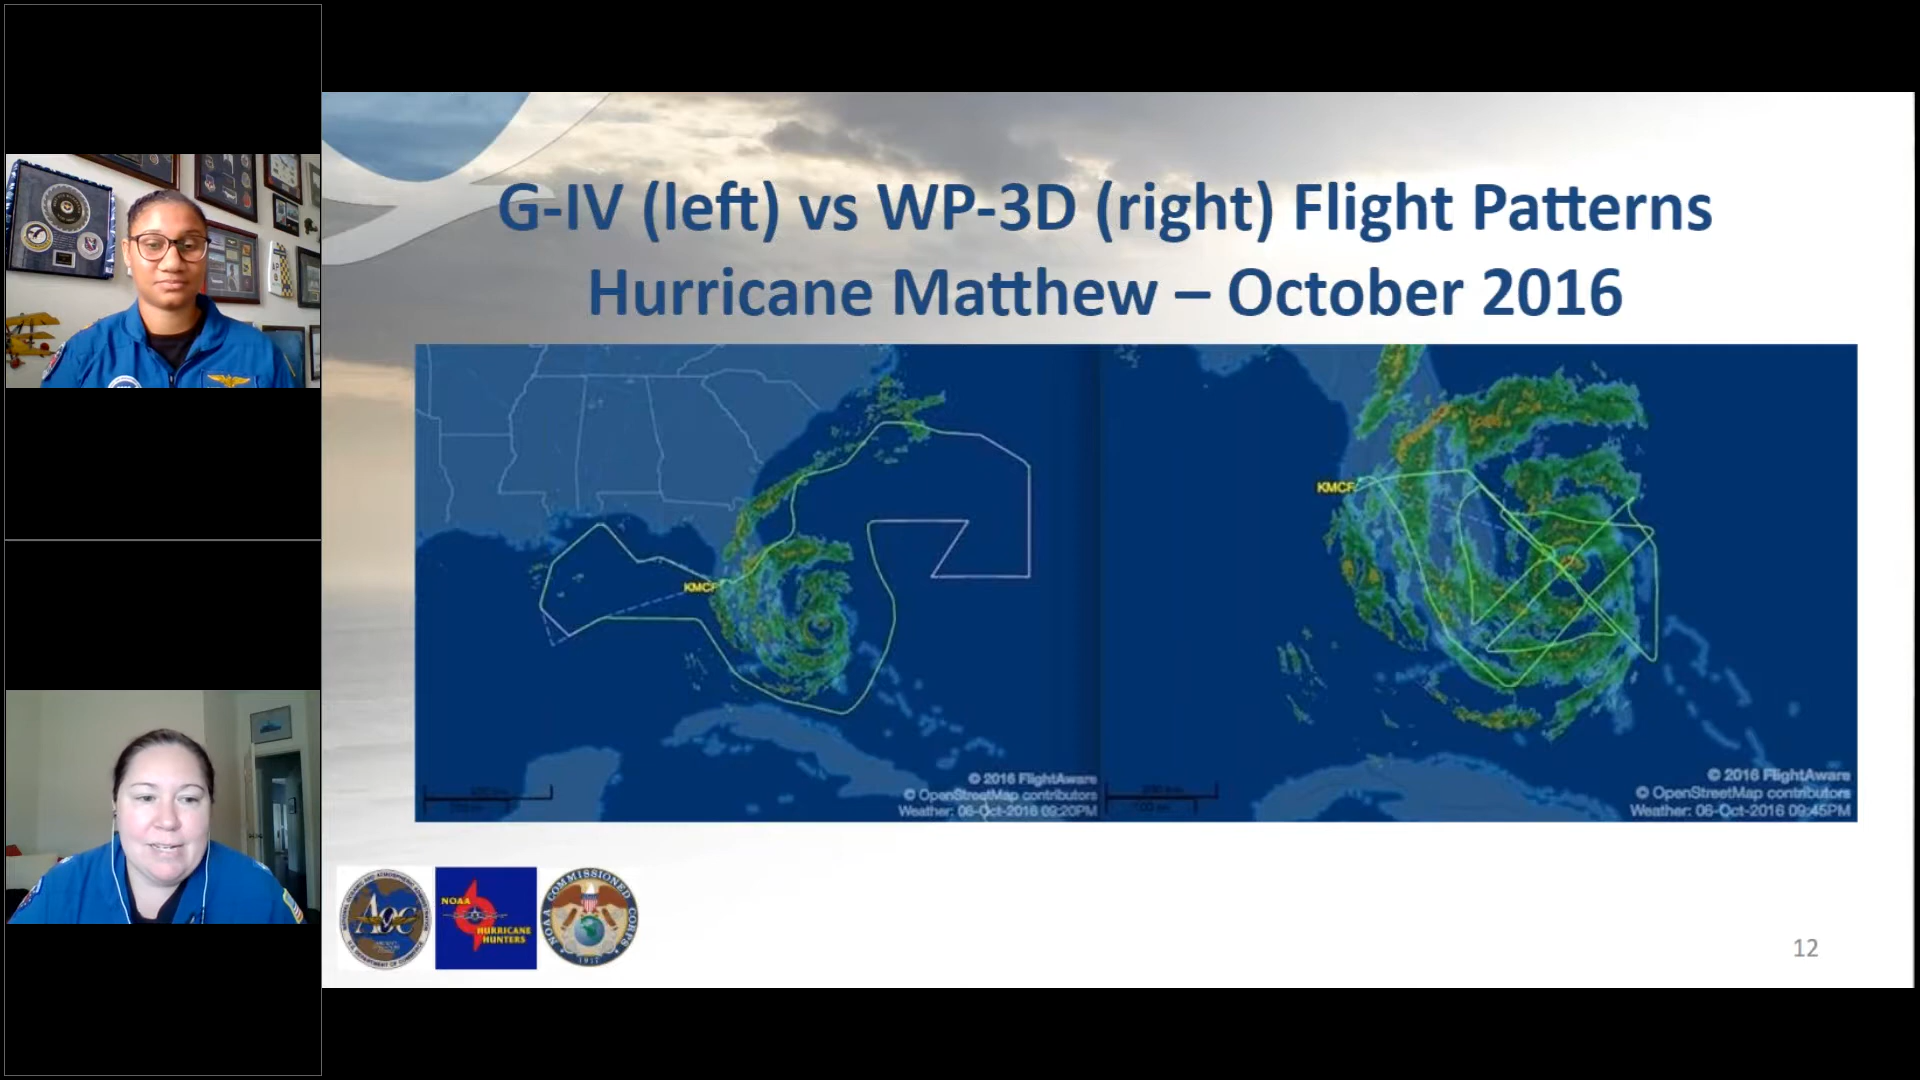 G-IV (left) vs WP-3D (right) Flight Patterns
Hurricane Matthew – October 2016
KMCF
© 2016 FlightAware
© OpenStreetMap contributors
Weather: 06-Oct-2016 09:20PM
KMCF
© 2016 FlightAware
© OpenStreetMap contributors
Weather: 06-Oct-2016 09:45PM
AOC
NOAA
HURRICANE
HUNTERS
NOAA COMMISSIONED CORPS
1917
12